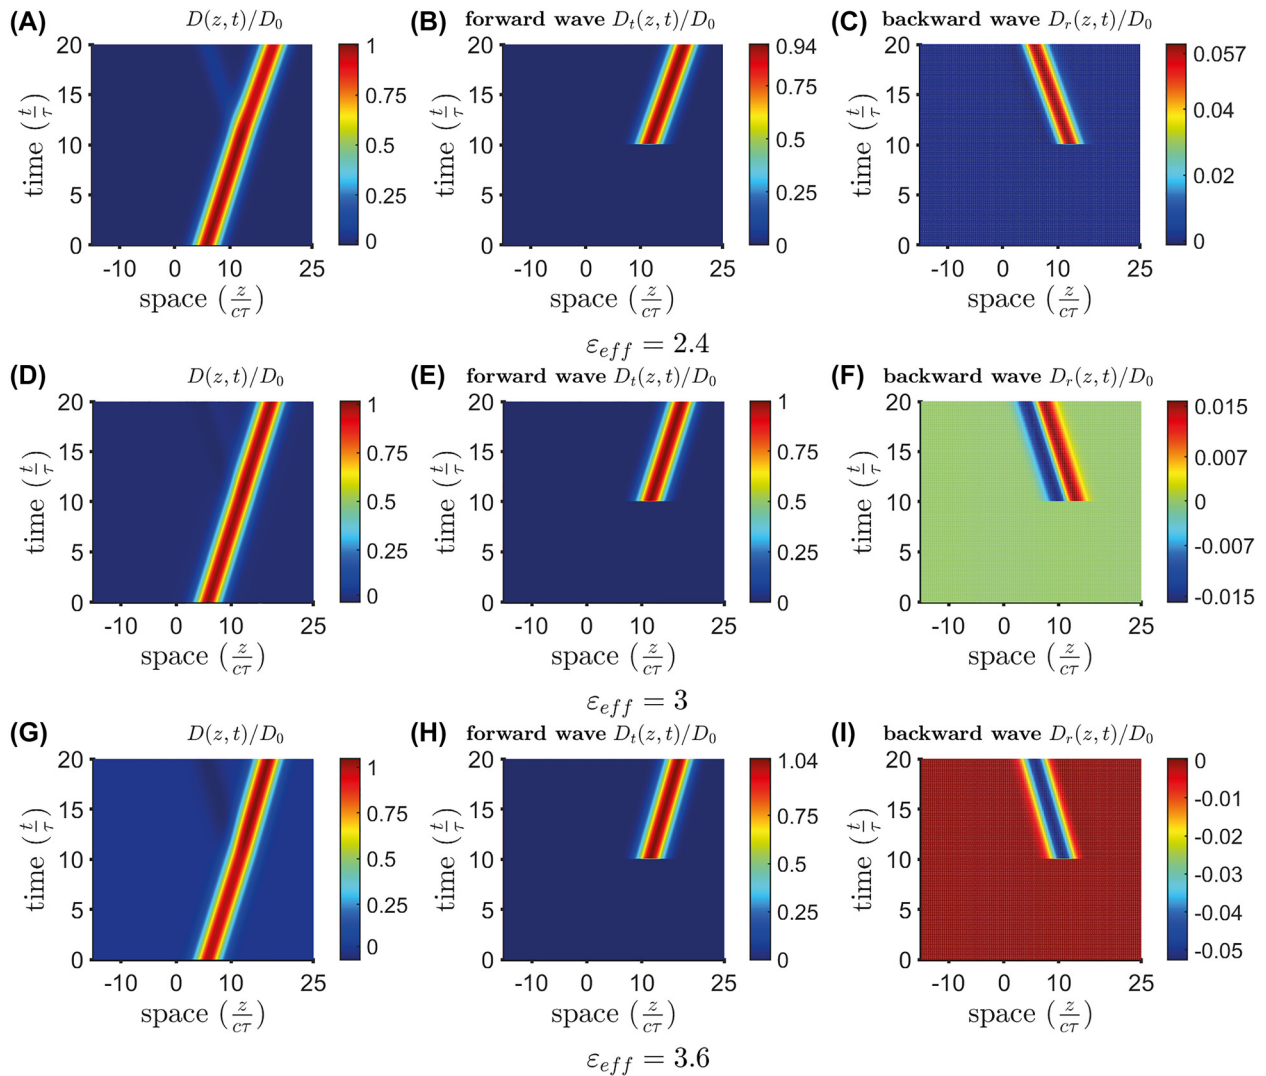 (A) D(z, t)/D₀ (B) forward wave Dₜ(z, t)/D₀ (C) backward wave Dᵣ(z, t)/D₀
20 1 20 0.94 20 0.057
15 0.75 15 0.75 15 0.04
10 0.5 10 0.5 10 0.02
5 0.25 5 0.25 5
0 0 0 0 0 0
time (t/τ) time (t/τ) time (t/τ)
-10 0 10 25 -10 0 10 25 -10 0 10 25
space (z/cτ) space (z/cτ) space (z/cτ)
εeff = 2.4
(D) D(z, t)/D₀ (E) forward wave Dₜ(z, t)/D₀ (F) backward wave Dᵣ(z, t)/D₀
20 1 20 1 20 0.015
15 0.75 15 0.75 15 0.007
10 0.5 10 0.5 10 0
5 0.25 5 0.25 5 -0.007
0 0 0 0 0 -0.015
time (t/τ) time (t/τ) time (t/τ)
-10 0 10 25 -10 0 10 25 -10 0 10 25
space (z/cτ) space (z/cτ) space (z/cτ)
εeff = 3
(G) D(z, t)/D₀ (H) forward wave Dₜ(z, t)/D₀ (I) backward wave Dᵣ(z, t)/D₀
20 1 20 1.04 20 0
15 0.75 15 0.75 15 -0.01
10 0.5 10 0.5 10 -0.02
5 0.25 5 0.25 5 -0.03
0 0 0 0 0 -0.04
-0.05
time (t/τ) time (t/τ) time (t/τ)
-10 0 10 25 -10 0 10 25 -10 0 10 25
space (z/cτ) space (z/cτ) space (z/cτ)
εeff = 3.6